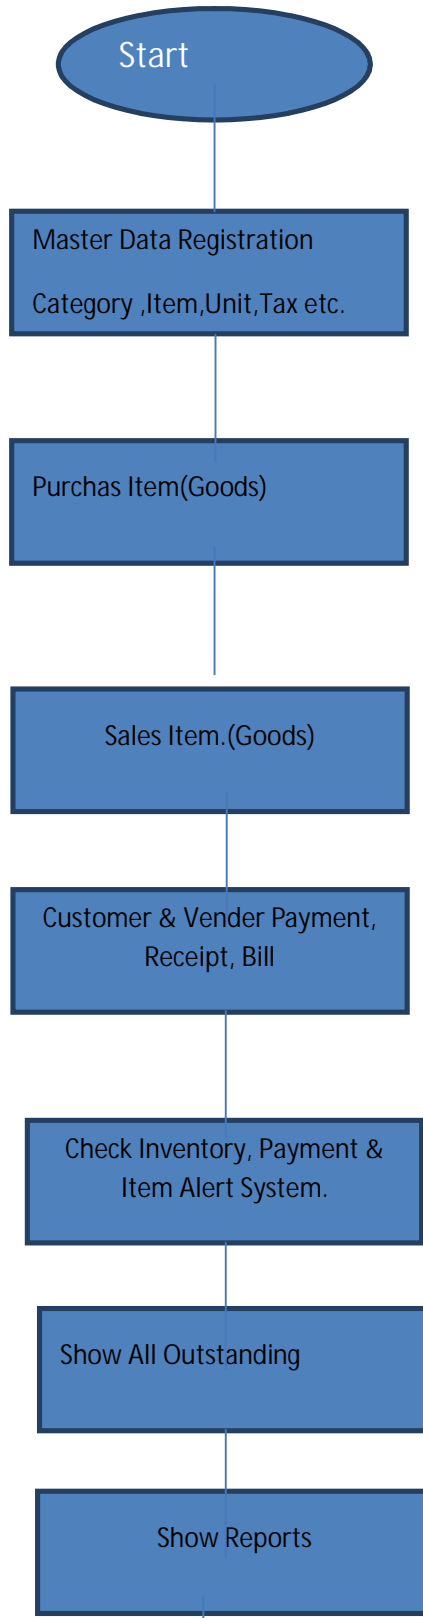 Start
Master Data Registration
Category ,Item,Unit,Tax etc.
Purchas Item(Goods)
Sales Item.(Goods)
Customer & Vender Payment,
Receipt, Bill
Check Inventory, Payment &
Item Alert System.
Show All Outstanding
Show Reports